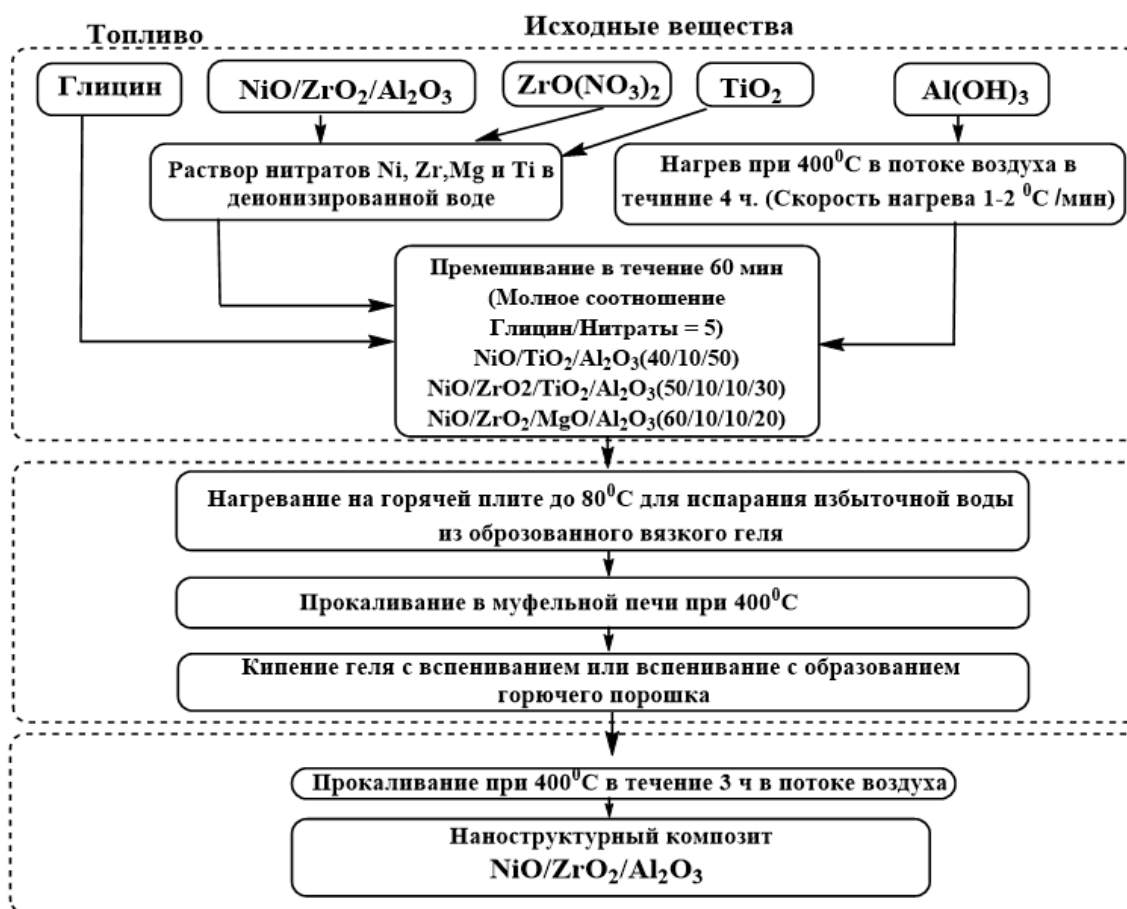 Топливо
Исходные вещества
Глицин
NiO/ZrO₂/Al₂O₃
ZrO(NO₃)₂
TiO₂
Al(OH)₃
Раствор нитратов Ni, Zr,Mg и Ti в
деионизированной воде
Нагрев при 400⁰C в потоке воздуха в
течиние 4 ч. (Скорость нагрева 1-2 ⁰C /мин)
Премешивание в течение 60 мин
(Молное соотношение
Глицин/Нитраты = 5)
NiO/TiO₂/Al₂O₃(40/10/50)
NiO/ZrO2/TiO₂/Al₂O₃(50/10/10/30)
NiO/ZrO₂/MgO/Al₂O₃(60/10/10/20)
Нагревание на горячей плите до 80⁰C для испарания избыточной воды
из оброзованного вязкого геля
Прокаливание в муфельной печи при 400⁰C
Кипение геля с вспениванием или вспенивание с образованием
горючего порошка
Прокаливание при 400⁰C в течение 3 ч в потоке воздуха
Наноструктурный композит
NiO/ZrO₂/Al₂O₃